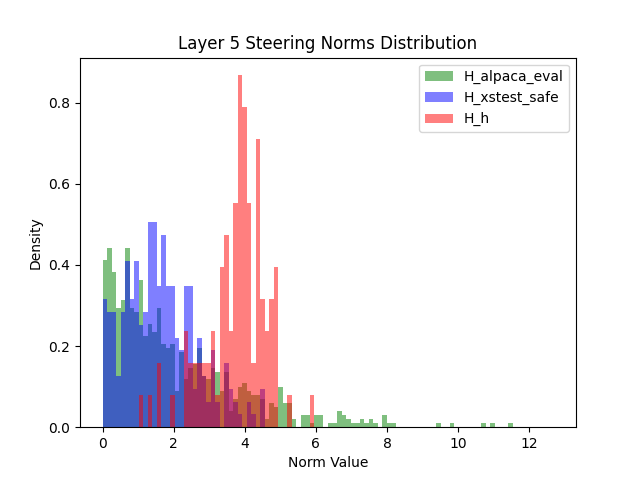 Layer 5 Steering Norms Distribution
H_alpaca_eval
H_xstest_safe
H_h
Density
0.8
0.6
0.4
0.2
0.0
0 2 4 6 8 10 12
Norm Value